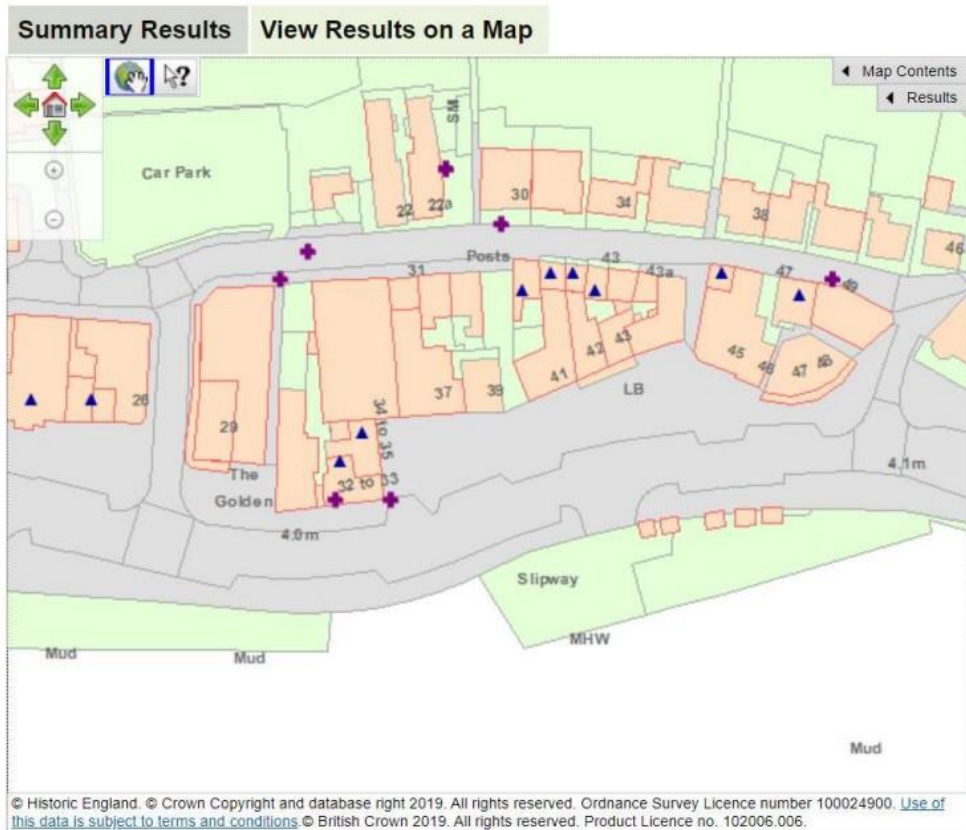 Summary Results
View Results on a Map
?
Map Contents
Results
SM
Car Park
22
22a
30
34
38
46
Posts
31
43
43a
47
49
26
29
37
39
41
42
43
LB
45
46
47
48
34 to 35
32 to 33
The
Golden
4.0m
4.1m
Slipway
MHW
Mud
Mud
Mud
© Historic England. © Crown Copyright and database right 2019. All rights reserved. Ordnance Survey Licence number 100024900. Use of
this data is subject to terms and conditions.© British Crown 2019. All rights reserved. Product Licence no. 102006.006.